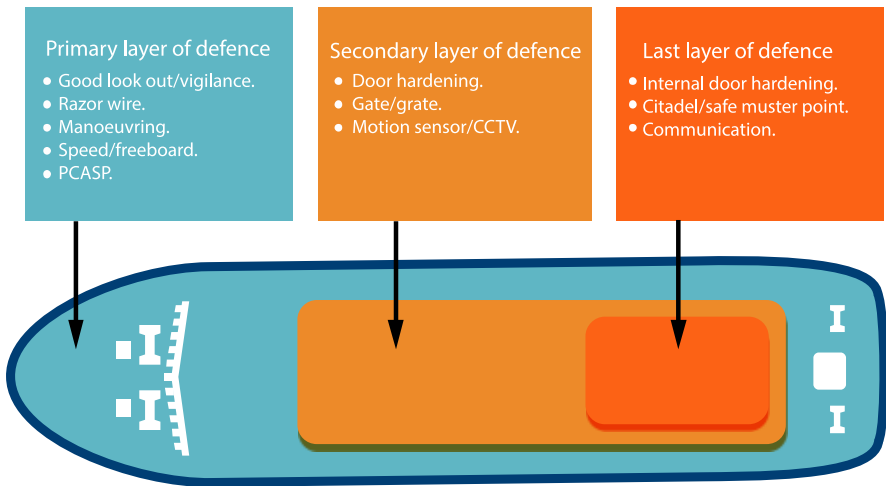 Primary layer of defence
• Good look out/vigilance.
• Razor wire.
• Manoeuvring.
• Speed/freeboard.
• PCASP.
Secondary layer of defence
• Door hardening.
• Gate/grate.
• Motion sensor/CCTV.
Last layer of defence
• Internal door hardening.
• Citadel/safe muster point.
• Communication.